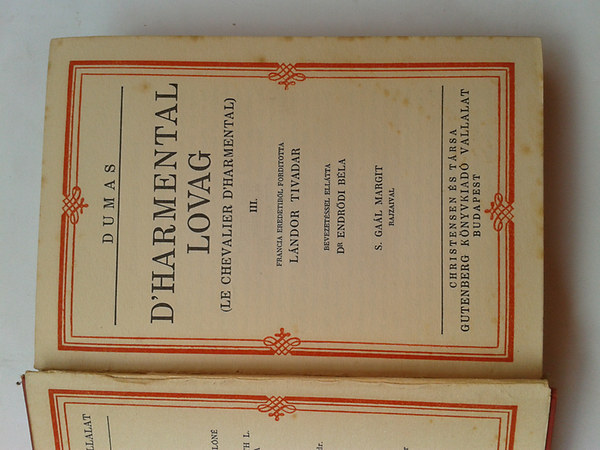 DUMAS
D'HARMENTAL
LOVAG
(LE CHEVALIER D'HARMENTAL)
III.
FRANCIA EREDETIBŐL FORDITOTTA
LÁNDOR TIVADAR
BEVEZETÉSSEL ELLÁTTA
DR ENDRŐDI BÉLA
S. GAÁL MARGIT
RAJZAIVAL
CHRISTENSEN ÉS TÁRSA
GUTENBERG KÖNYVKIADÓ VÁLLALAT
BUDAPEST